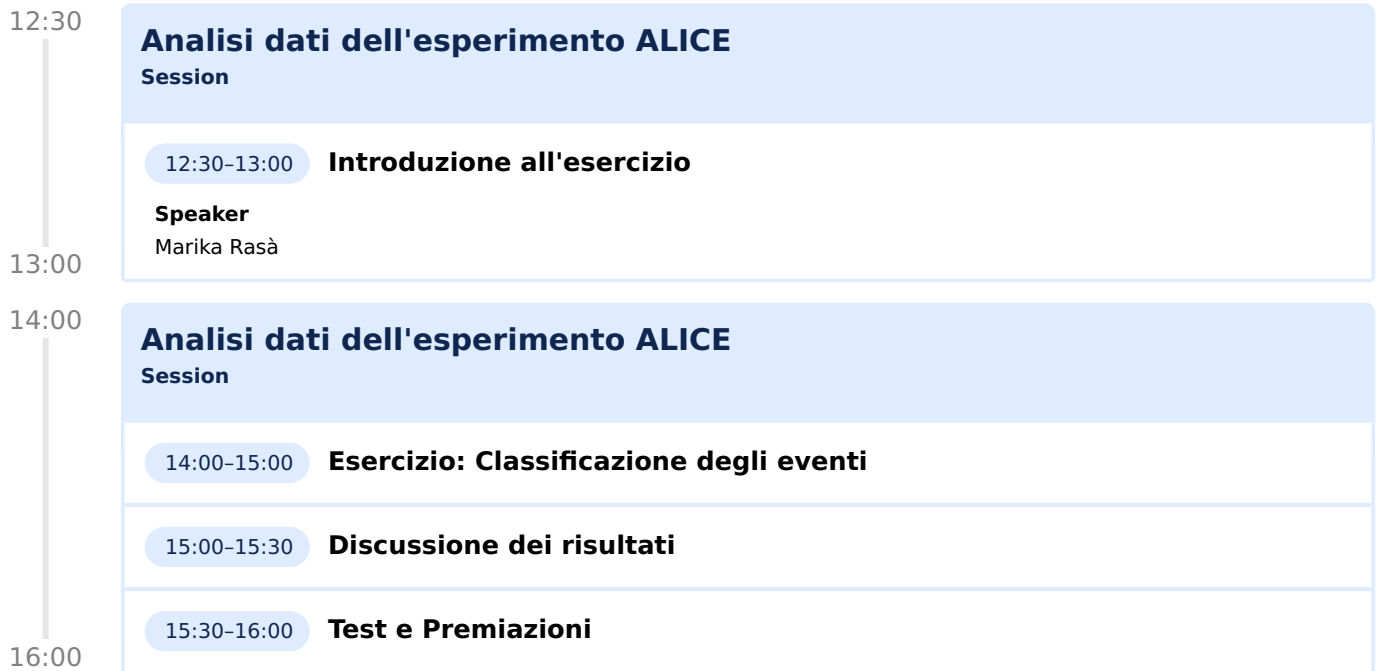 12:30
Analisi dati dell'esperimento ALICE
Session
12:30–13:00 Introduzione all'esercizio
Speaker
Marika Rasà
13:00
14:00
Analisi dati dell'esperimento ALICE
Session
14:00–15:00 Esercizio: Classificazione degli eventi
15:00–15:30 Discussione dei risultati
15:30–16:00 Test e Premiazioni
16:00